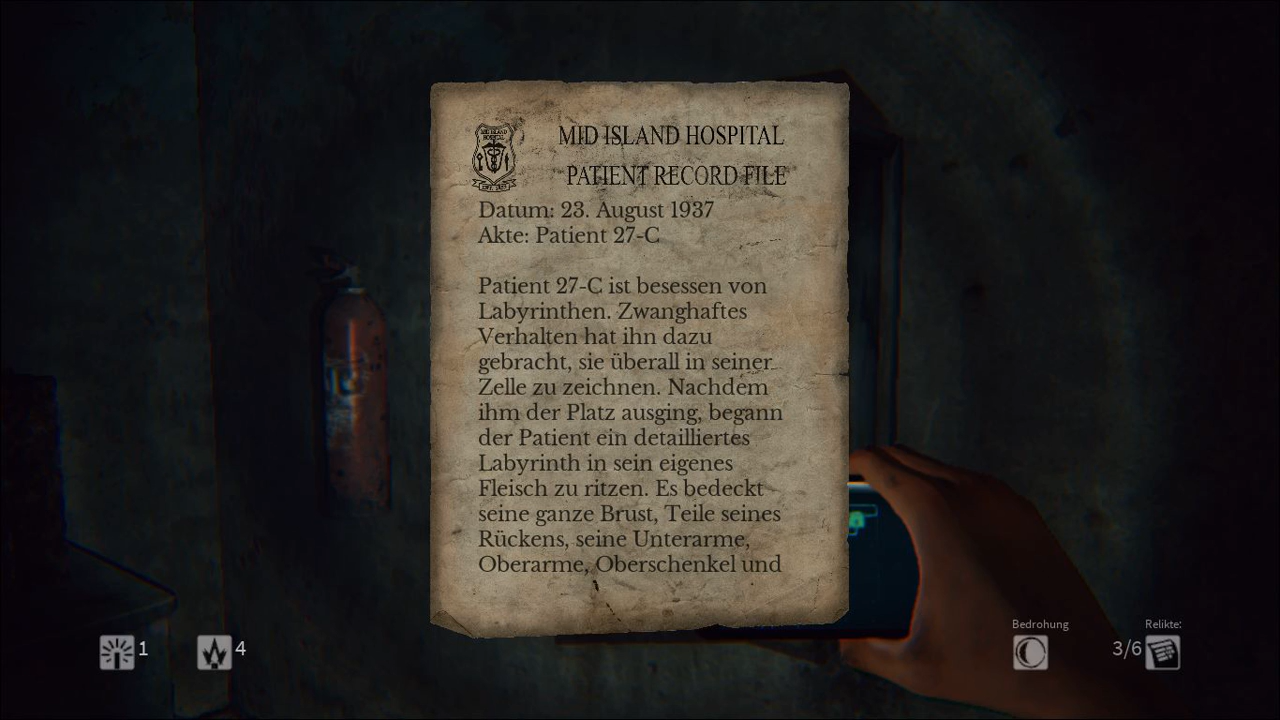 MID ISLAND HOSPITAL
PATIENT RECORD FILE
Datum: 23. August 1937
Akte: Patient 27-C
Patient 27-C ist besessen von
Labyrinthen. Zwanghaftes
Verhalten hat ihn dazu
gebracht, sie überall in seiner
Zelle zu zeichnen. Nachdem
ihm der Platz ausging, begann
der Patient ein detailliertes
Labyrinth in sein eigenes
Fleisch zu ritzen. Es bedeckt
seine ganze Brust, Teile seines
Rückens, seine Unterarme,
Oberarme, Oberschenkel und
1
4
Bedrohung
Relikte:
3/6